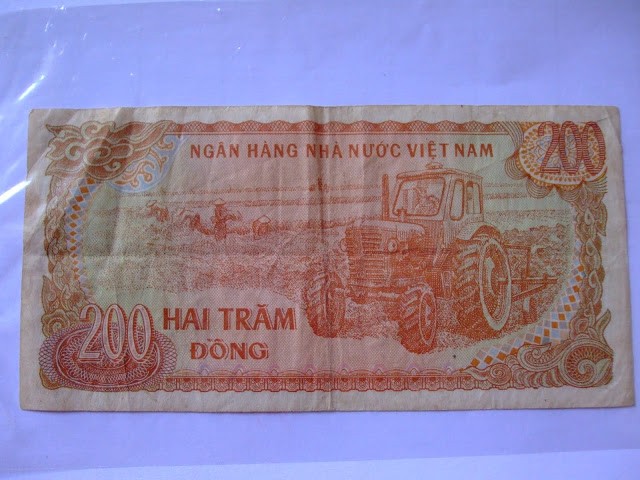 NGÂN HÀNG NHÀ NƯỚC VIỆT NAM
200
200
HAI TRĂM
ĐỒNG